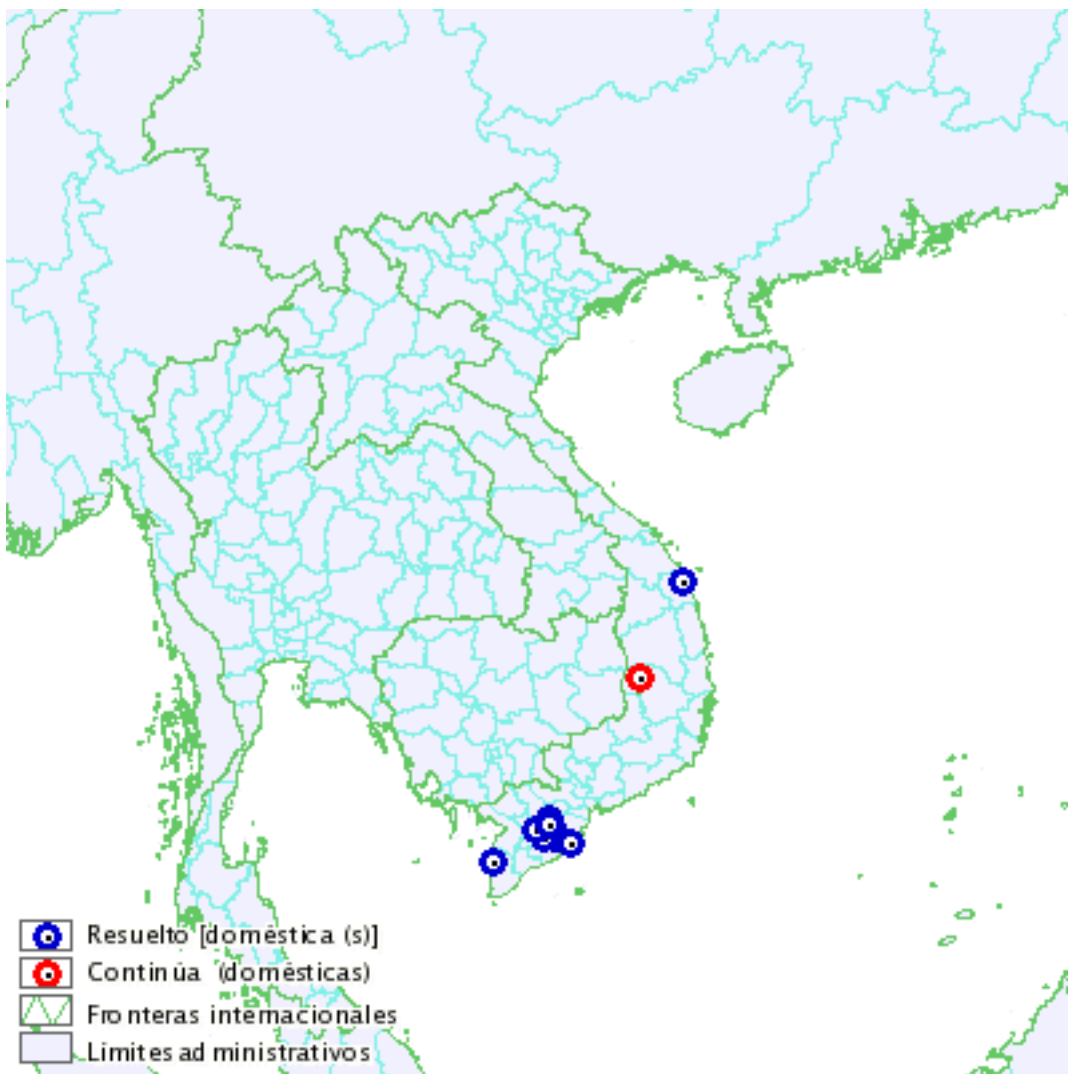 Resuelto [doméstica (s)]
Continúa (domésticas)
Fronteras internacionales
Límites administrativos